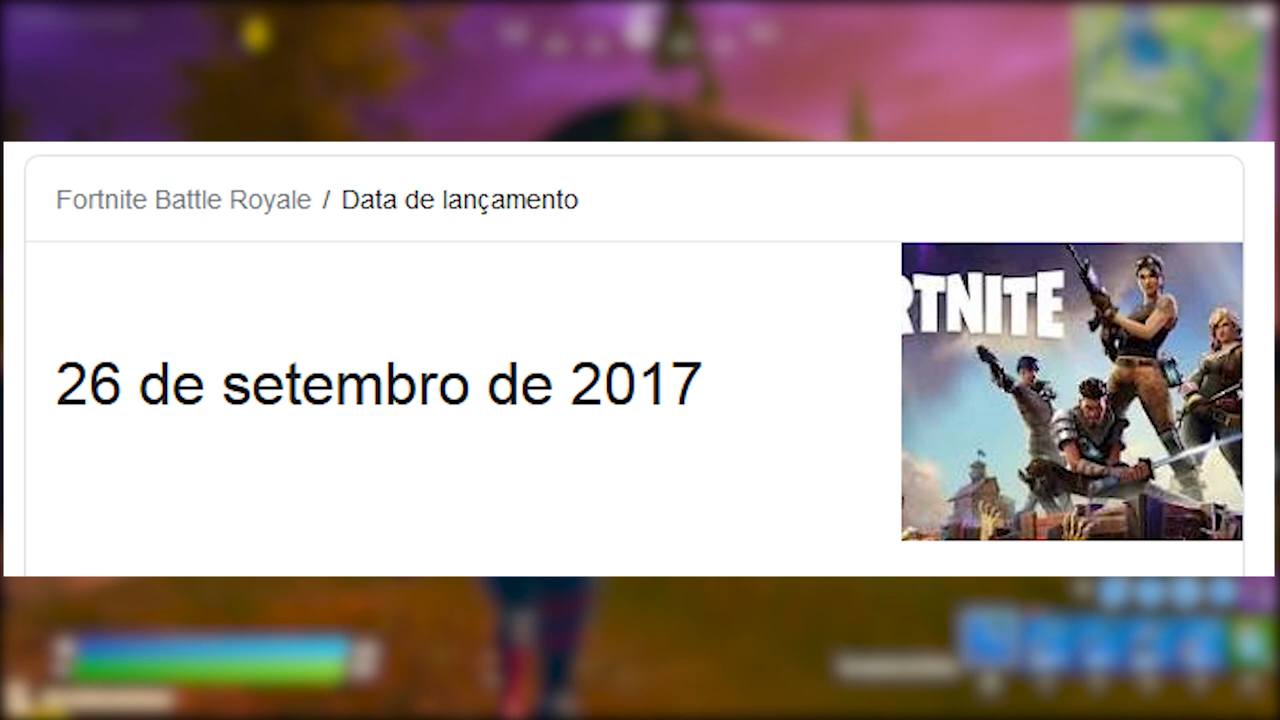 Fortnite Battle Royale / Data de lançamento
26 de setembro de 2017
RTNITE